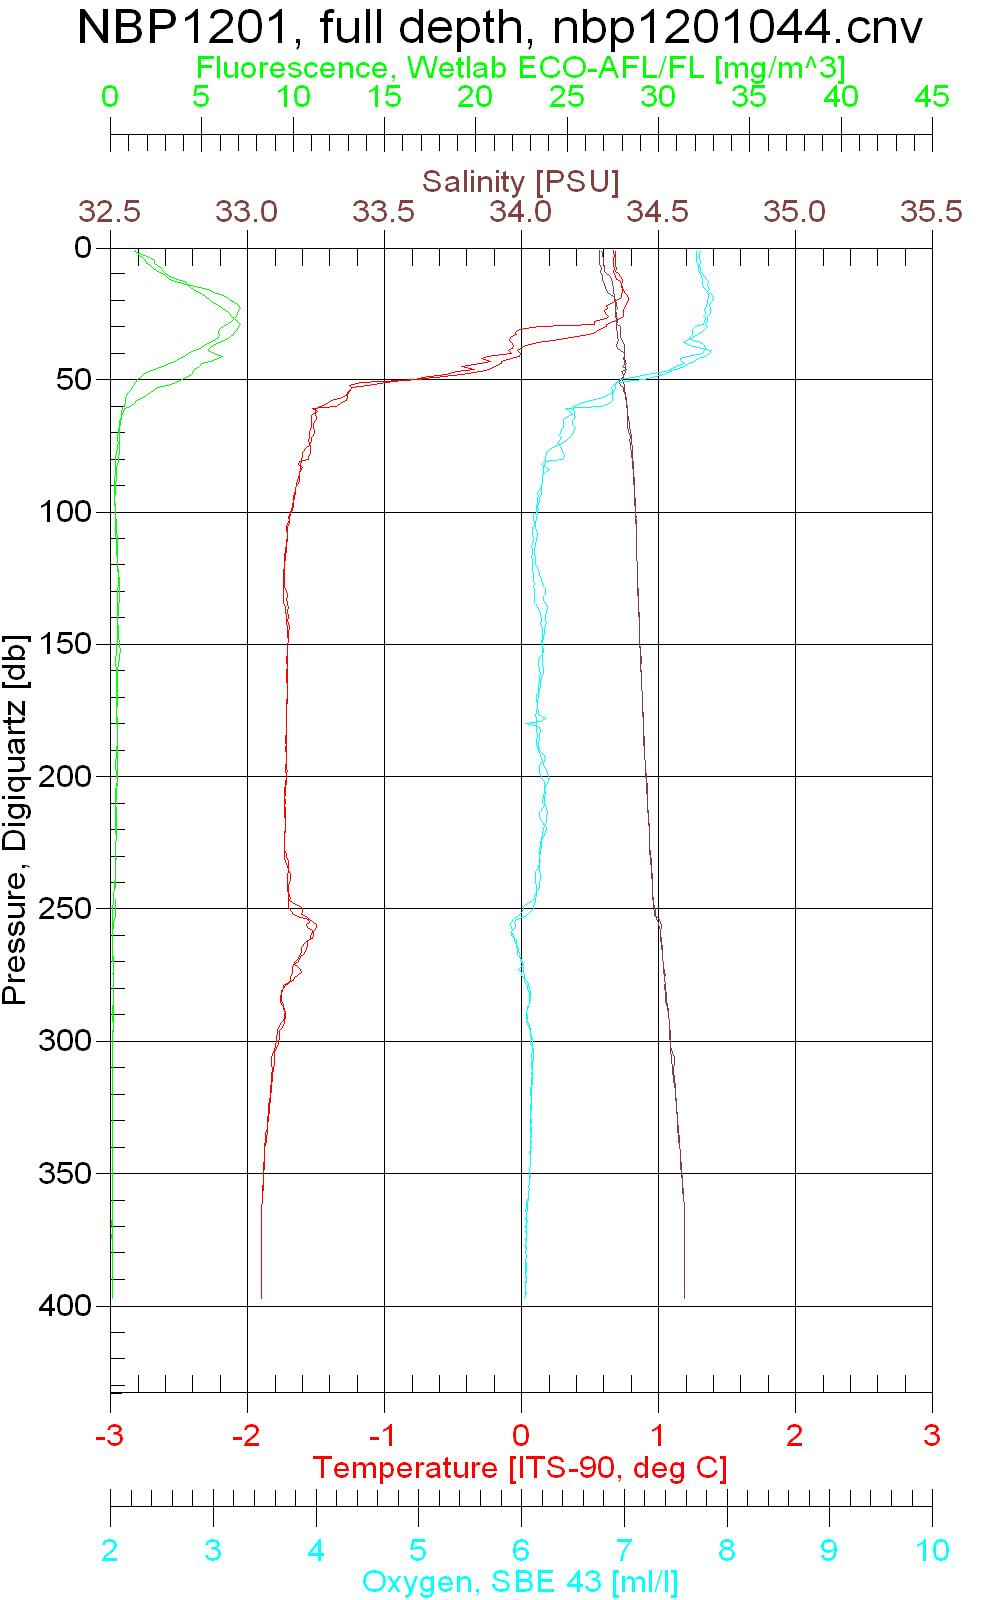 NBP1201, full depth, nbp1201044.cnv
Fluorescence, Wetlab ECO-AFL/FL [mg/m^3]
0 5 10 15 20 25 30 35 40 45
Salinity [PSU]
32.5 33.0 33.5 34.0 34.5 35.0 35.5
Pressure, Digiquartz [db]
0
50
100
150
200
250
300
350
400
-3 -2 -1 0 1 2 3
Temperature [ITS-90, deg C]
2 3 4 5 6 7 8 9 10
Oxygen, SBE 43 [ml/l]